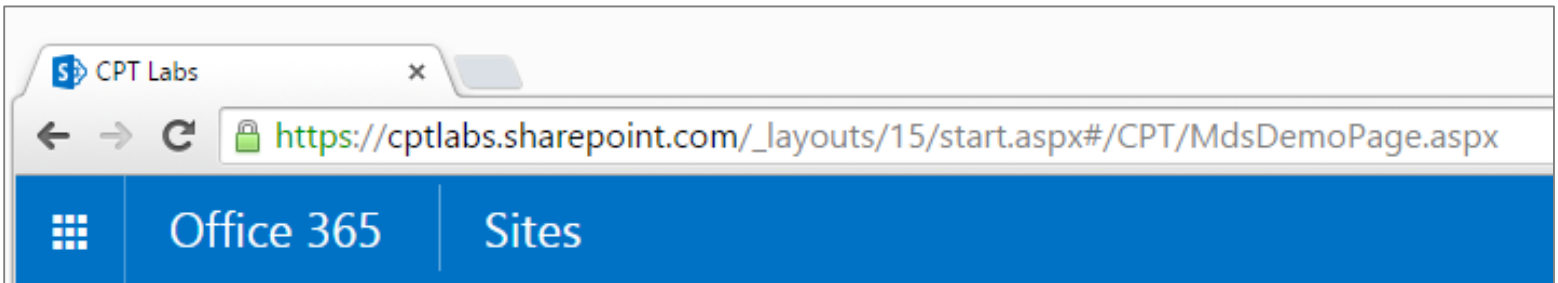 CPT Labs
https://cptlabs.sharepoint.com/_layouts/15/start.aspx#/CPT/MdsDemoPage.aspx
Office 365 Sites